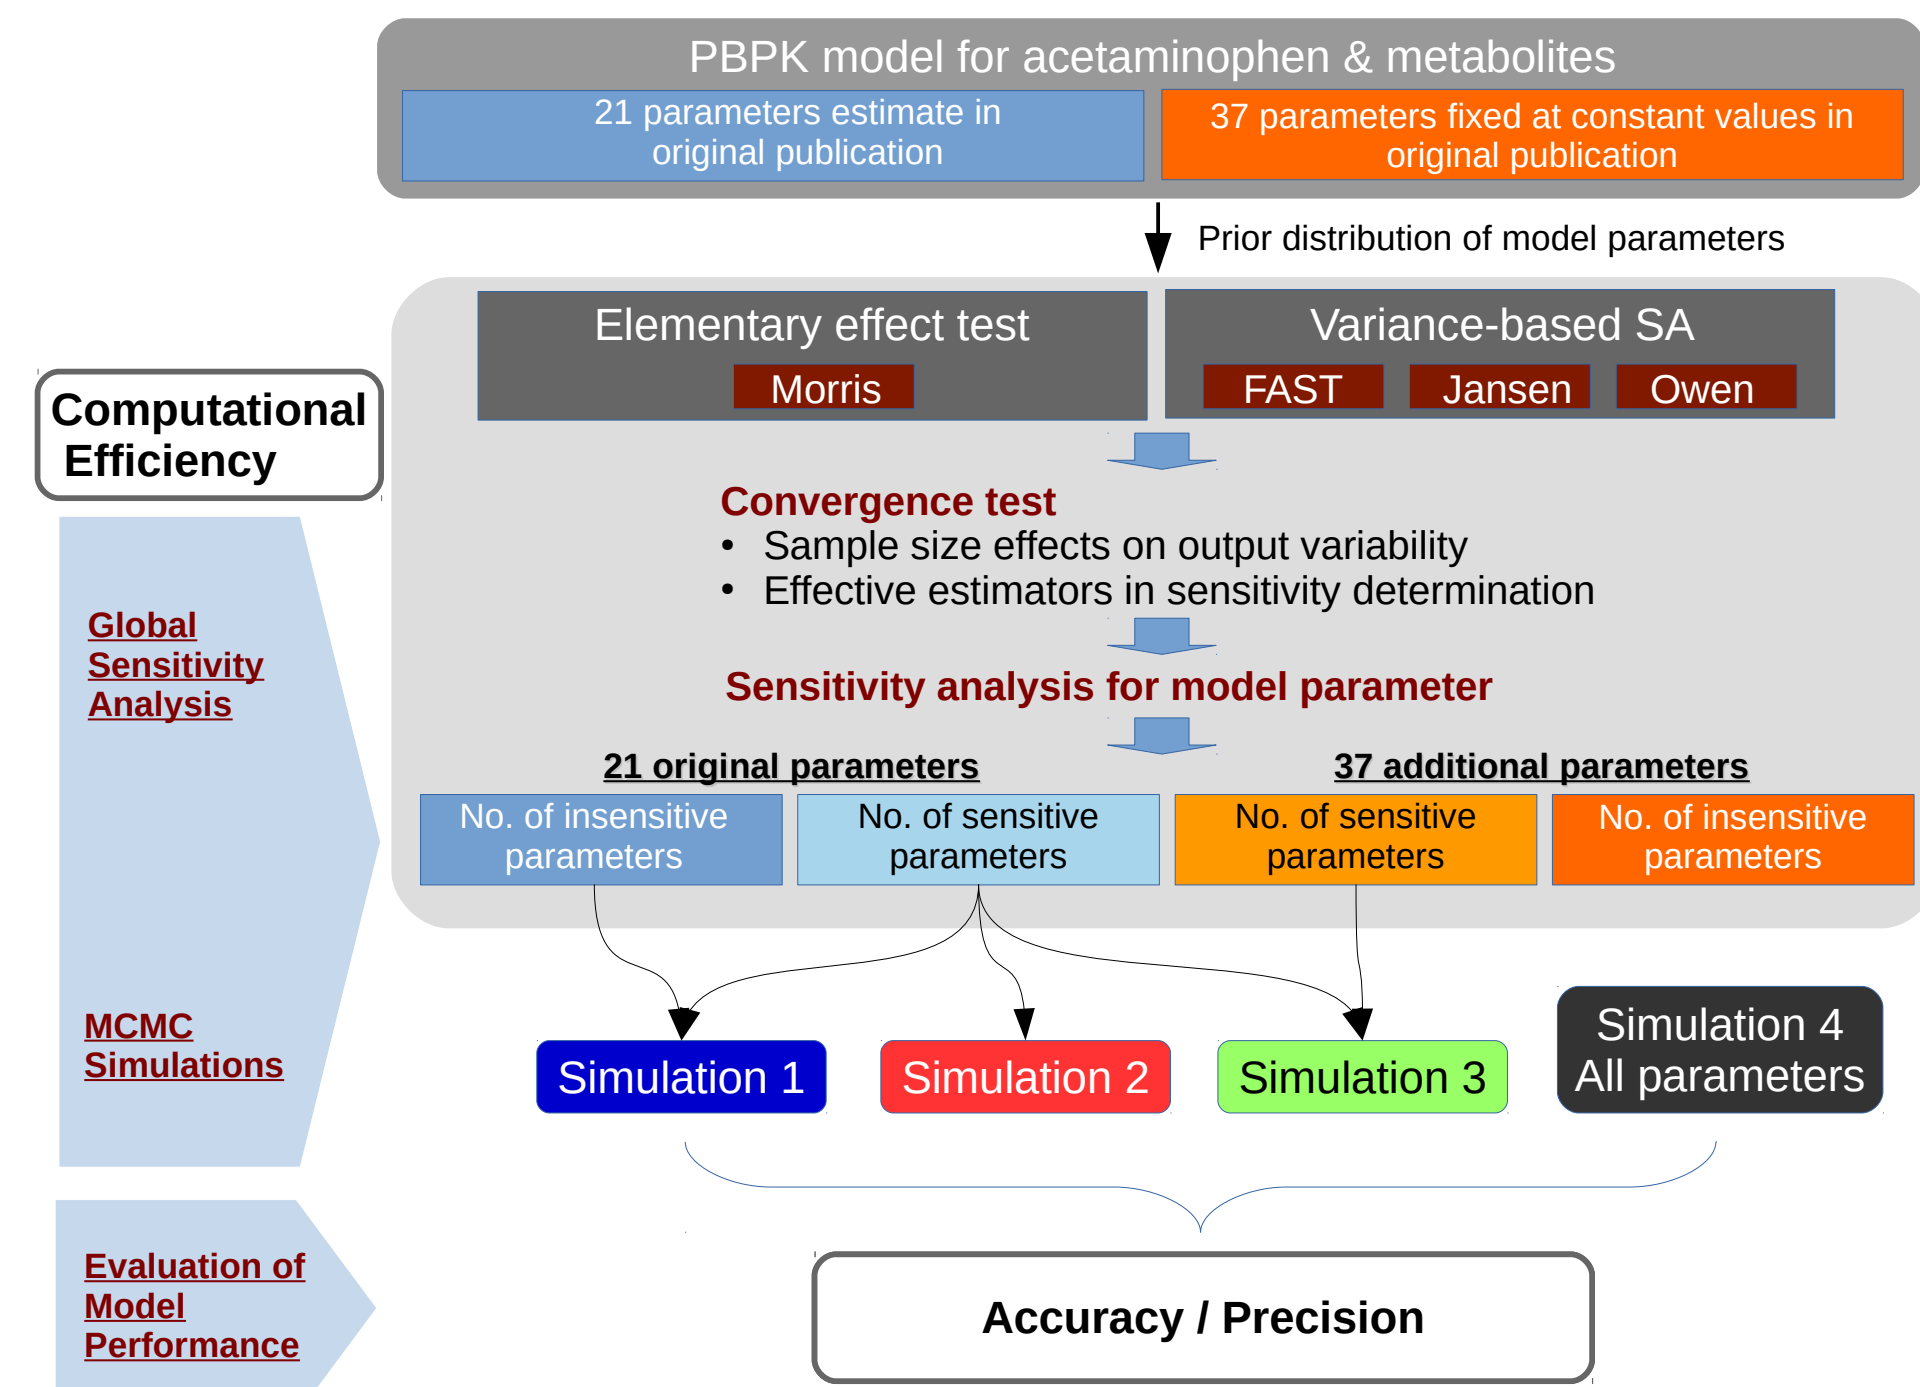 PBPK model for acetaminophen & metabolites
21 parameters estimate in
original publication
37 parameters fixed at constant values in
original publication
Prior distribution of model parameters
Elementary effect test
Morris
Variance-based SA
FAST
Jansen
Owen
Computational
Efficiency
Convergence test
• Sample size effects on output variability
• Effective estimators in sensitivity determination
Global
Sensitivity
Analysis
Sensitivity analysis for model parameter
21 original parameters
37 additional parameters
No. of insensitive
parameters
No. of sensitive
parameters
No. of sensitive
parameters
No. of insensitive
parameters
MCMC
Simulations
Simulation 1
Simulation 2
Simulation 3
Simulation 4
All parameters
Evaluation of
Model
Performance
Accuracy / Precision